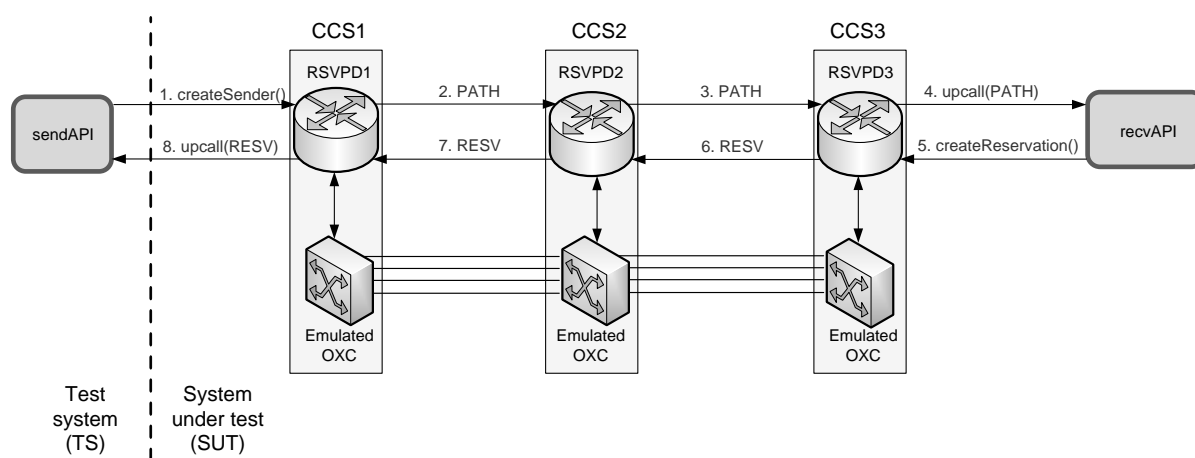 CCS1
CCS2
CCS3
RSVPD1
RSVPD2
RSVPD3
1. createSender()
2. PATH
3. PATH
4. upcall(PATH)
sendAPI
recvAPI
8. upcall(RESV)
7. RESV
6. RESV
5. createReservation()
Emulated
OXC
Emulated
OXC
Emulated
OXC
Test
system
(TS)
System
under test
(SUT)